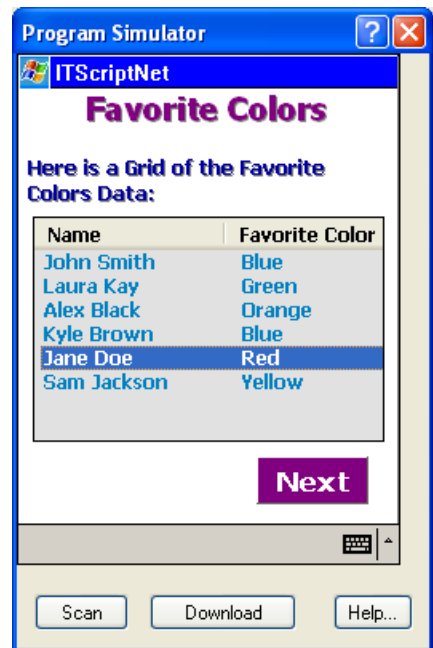 Program Simulator
ITScriptNet
Favorite Colors
Here is a Grid of the Favorite
Colors Data:
Name Favorite Color
John Smith Blue
Laura Kay Green
Alex Black Orange
Kyle Brown Blue
Jane Doe Red
Sam Jackson Yellow
Next
Scan Download Help...